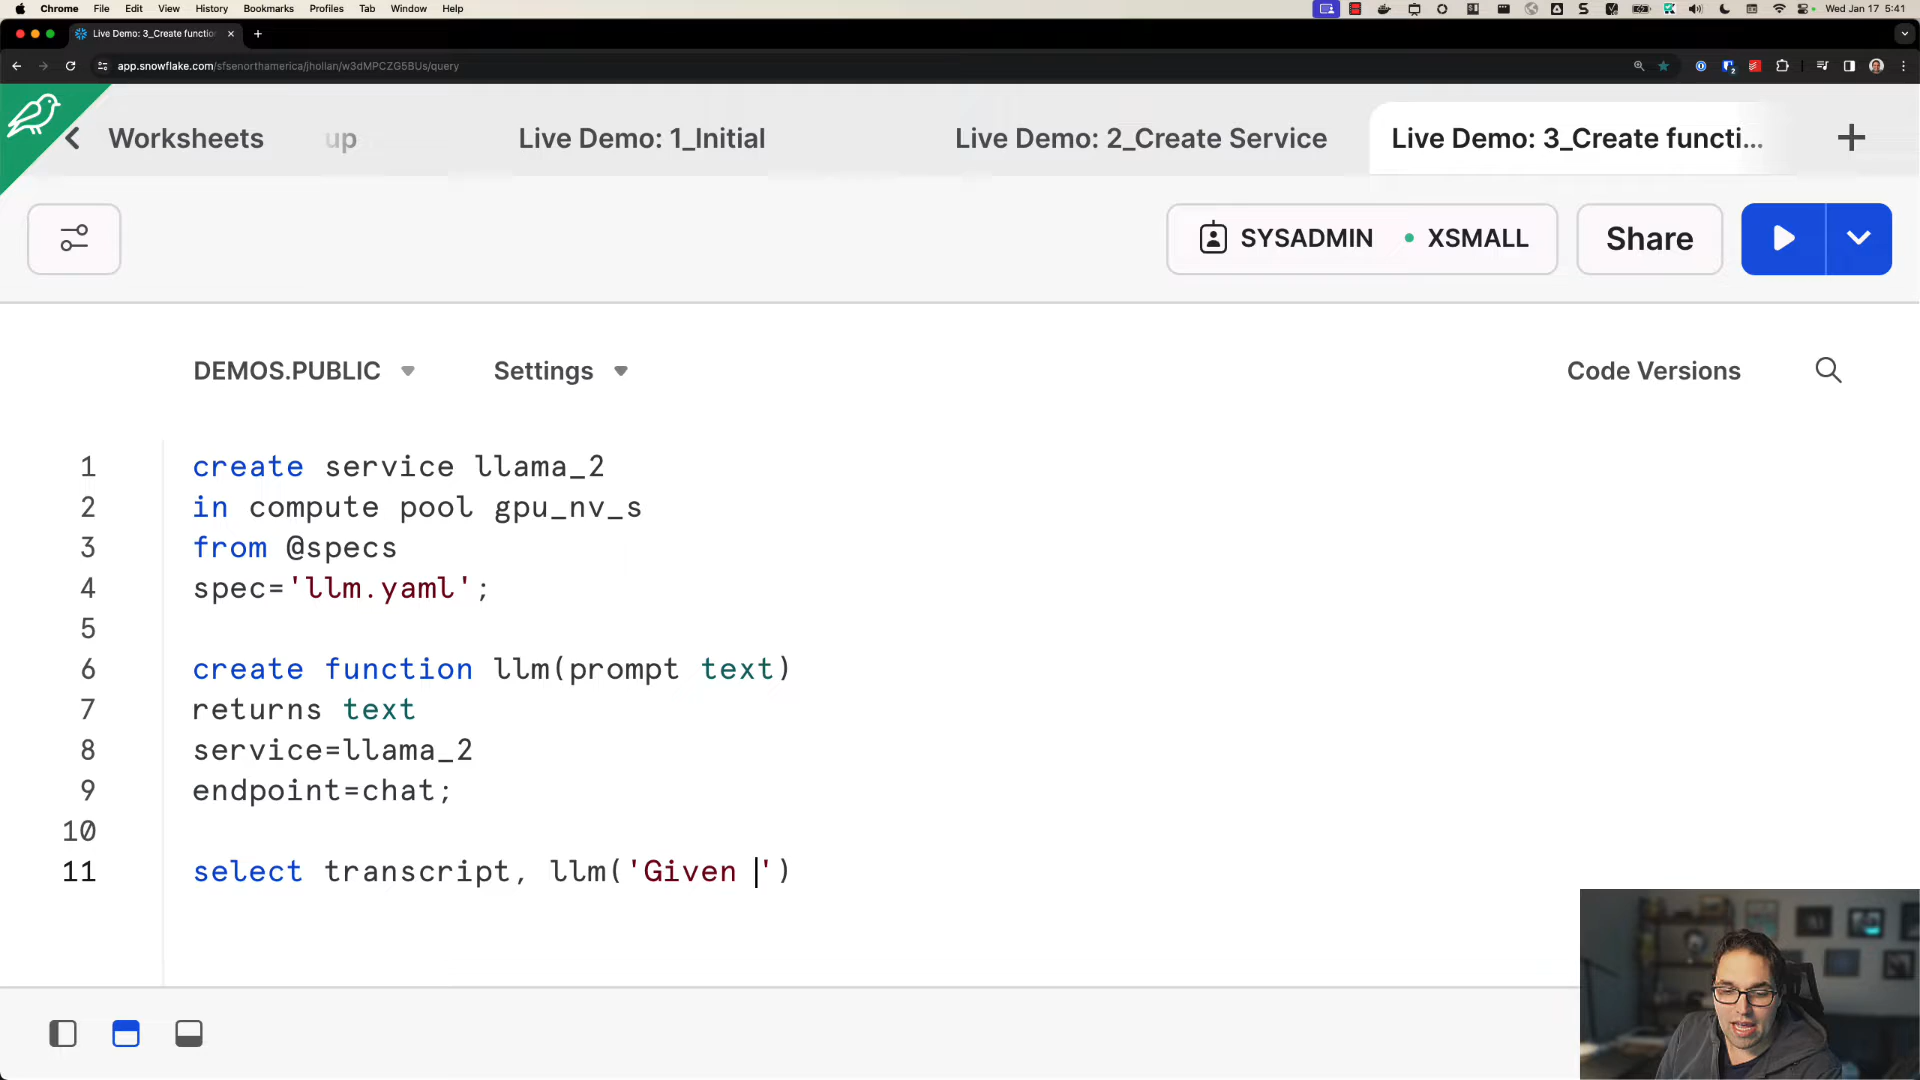 Chrome File Edit View History Bookmarks Profiles Tab Window Help
Wed Jan 17 5:41
Live Demo: 3_Create functio
app.snowflake.com/sfsenorthamerica/jhollan/w3dMPCZG5BUs/query
Worksheets up Live Demo: 1_Initial Live Demo: 2_Create Service Live Demo: 3_Create functi...
SYSADMIN XSMALL Share
DEMOS.PUBLIC Settings Code Versions
1 create service llama_2
2 in compute pool gpu_nv_s
3 from @specs
4 spec='llm.yaml';
5
6 create function llm(prompt text)
7 returns text
8 service=llama_2
9 endpoint=chat;
10
11 select transcript, llm('Given ')